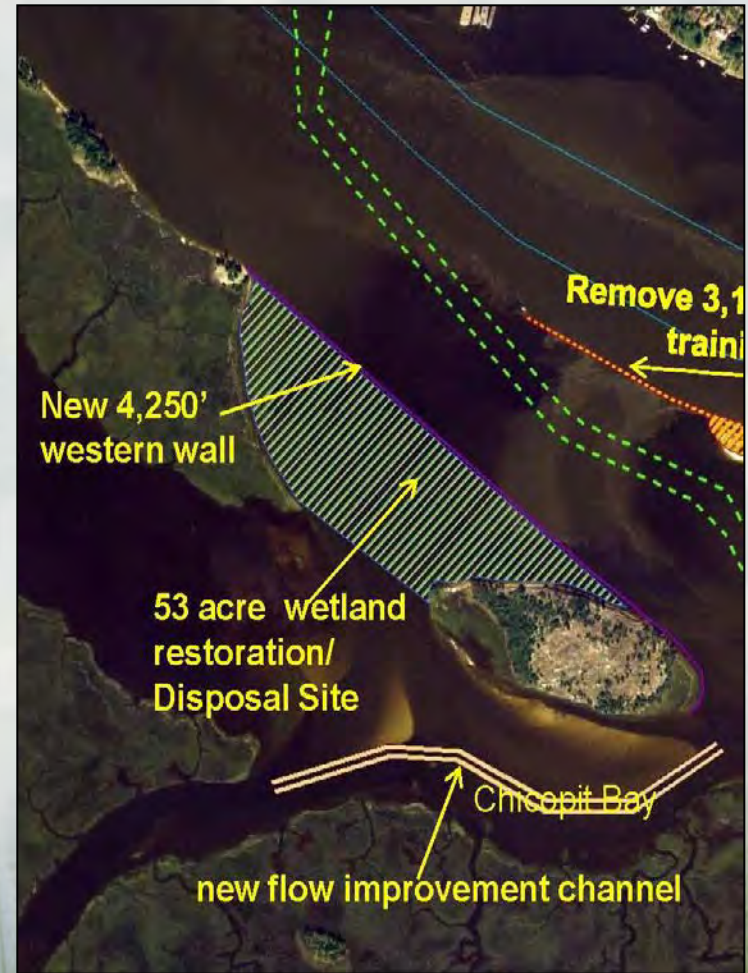 Remove 3,1
traini
New 4,250’
western wall
53 acre wetland
restoration/
Disposal Site
Chicopit Bay
new flow improvement channel